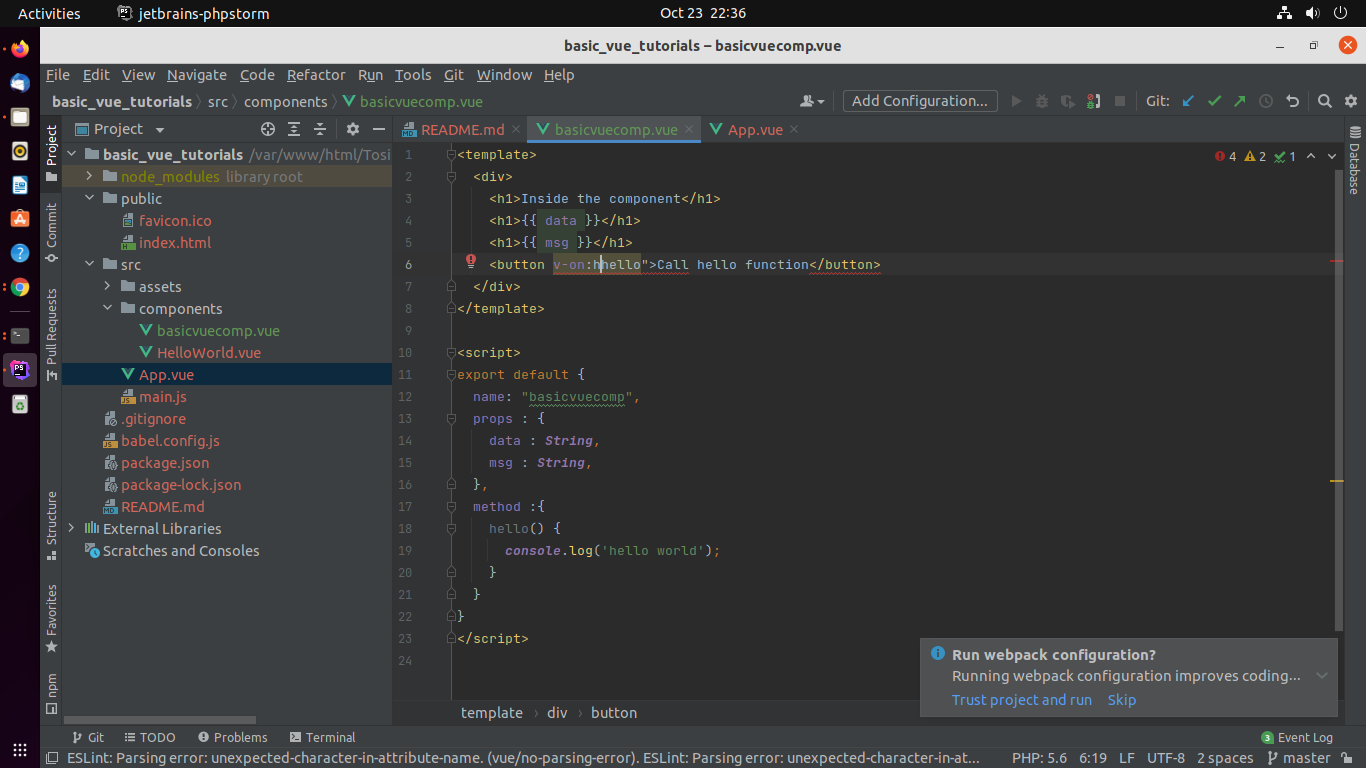 Activities jetbrains-phpstorm Oct 23 22:36
basic_vue_tutorials – basicvuecomp.vue
File Edit View Navigate Code Refactor Run Tools Git Window Help
basic_vue_tutorials src components basicvuecomp.vue Add Configuration... Git:
Project README.md basicvuecomp.vue App.vue
Project
Commit
Pull Requests
Structure
Favorites
npm
Database
basic_vue_tutorials /var/www/html/Tosi
node_modules library root
public
favicon.ico
index.html
src
assets
components
basicvuecomp.vue
HelloWorld.vue
App.vue
main.js
.gitignore
babel.config.js
package.json
package-lock.json
README.md
External Libraries
Scratches and Consoles
4 2 1
1 <template>
2 <div>
3 <h1>Inside the component</h1>
4 <h1>{{ data }}</h1>
5 <h1>{{ msg }}</h1>
6 <button v-on:hhello">Call hello function</button>
7 </div>
8 </template>
9
10 <script>
11 export default {
12 name: "basicvuecomp",
13 props : {
14 data : String,
15 msg : String,
16 },
17 method :{
18 hello() {
19 console.log('hello world');
20 }
21 }
22 }
23 </script>
24
Run webpack configuration?
Running webpack configuration improves coding...
Trust project and run Skip
template › div › button
Git TODO Problems Terminal 3 Event Log
ESLint: Parsing error: unexpected-character-in-attribute-name. (vue/no-parsing-error). ESLint: Parsing error: unexpected-character-in-at... PHP: 5.6 6:19 LF UTF-8 2 spaces master